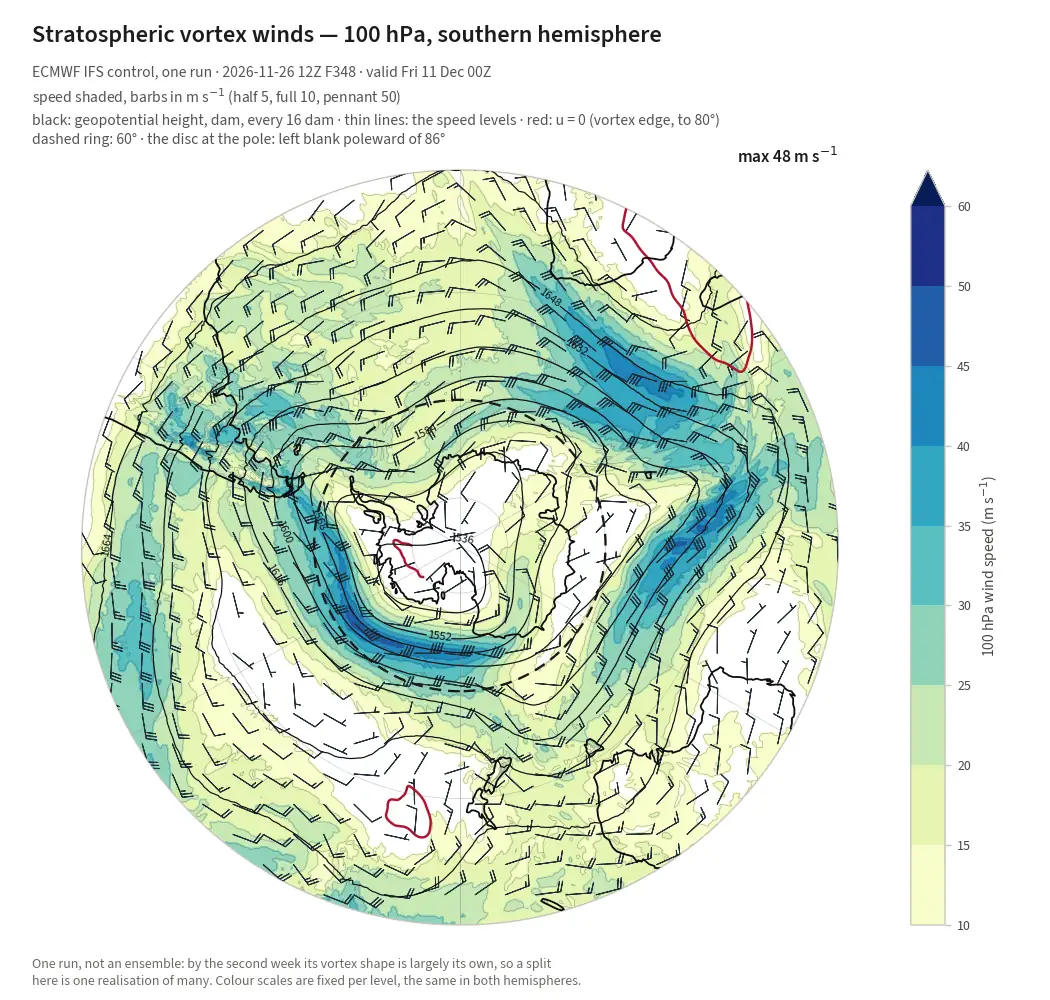 Stratospheric vortex winds — 100 hPa, southern hemisphere
ECMWF IFS control, one run · 2026-11-26 12Z F348 · valid Fri 11 Dec 00Z
speed shaded, barbs in m s⁻¹ (half 5, full 10, pennant 50)
black: geopotential height, dam, every 16 dam · thin lines: the speed levels · red: u = 0 (vortex edge, to 80°)
dashed ring: 60° · the disc at the pole: left blank poleward of 86°
max 48 m s⁻¹
60
50
45
40
35
30
25
20
15
10
100 hPa wind speed (m s⁻¹)
1648
1536
1600
1664
1552
One run, not an ensemble: by the second week its vortex shape is largely its own, so a split
here is one realisation of many. Colour scales are fixed per level, the same in both hemispheres.